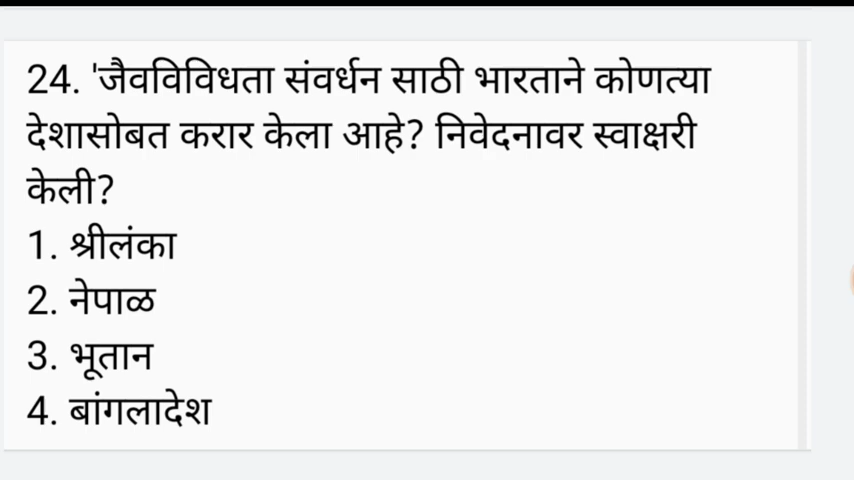 24. 'जैवविविधता संवर्धन साठी भारताने कोणत्या
देशासोबत करार केला आहे? निवेदनावर स्वाक्षरी
केली?
1. श्रीलंका
2. नेपाळ
3. भूतान
4. बांगलादेश